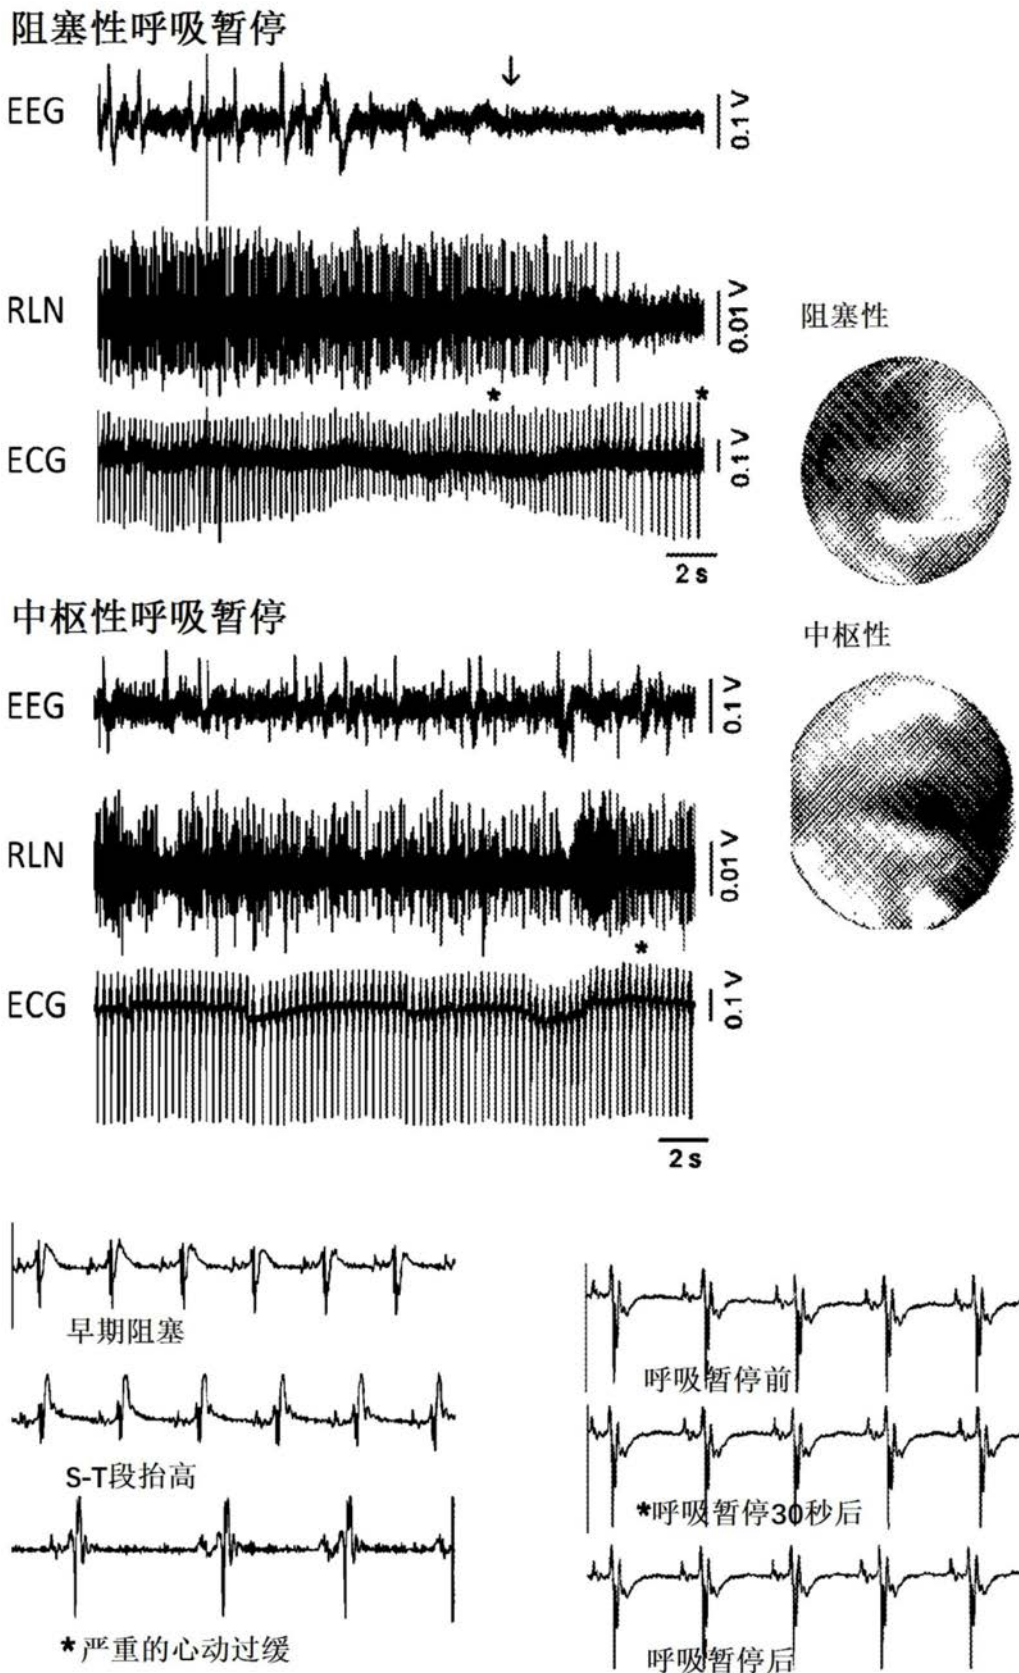 阻塞性呼吸暂停
↓
EEG
0.1 V
RLN
0.01 V
* *
ECG
0.1 V
2 s
阻塞性
中枢性呼吸暂停
中枢性
EEG
0.1 V
RLN
0.01 V
*
ECG
0.1 V
2 s
早期阻塞
S-T段抬高
*严重的心动过缓
呼吸暂停前
*呼吸暂停30秒后
呼吸暂停后